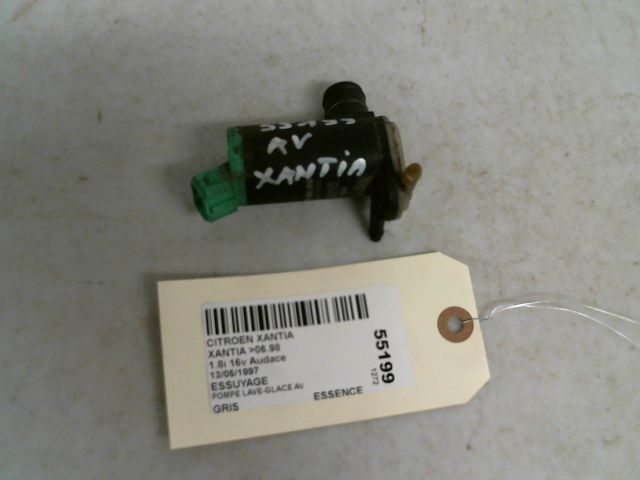 55199
AV
XANTIA
CITROEN XANTIA
XANTIA >06.98
1.8i 16v Audace
13/05/1997
ESSUYAGE
POMPE LAVE-GLACE AV
ESSENCE
GRIS
55199
1272